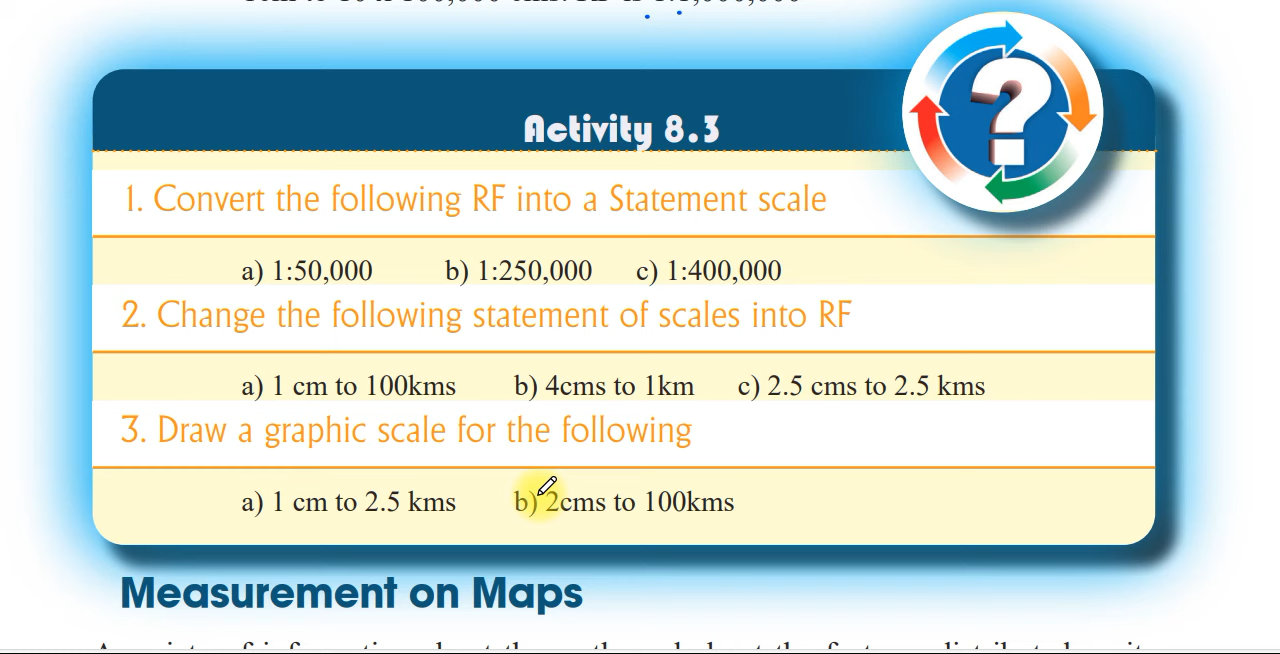 Activity 8.3
1. Convert the following RF into a Statement scale
a) 1:50,000 b) 1:250,000 c) 1:400,000
2. Change the following statement of scales into RF
a) 1 cm to 100kms b) 4cms to 1km c) 2.5 cms to 2.5 kms
3. Draw a graphic scale for the following
a) 1 cm to 2.5 kms b) 2cms to 100kms
Measurement on Maps